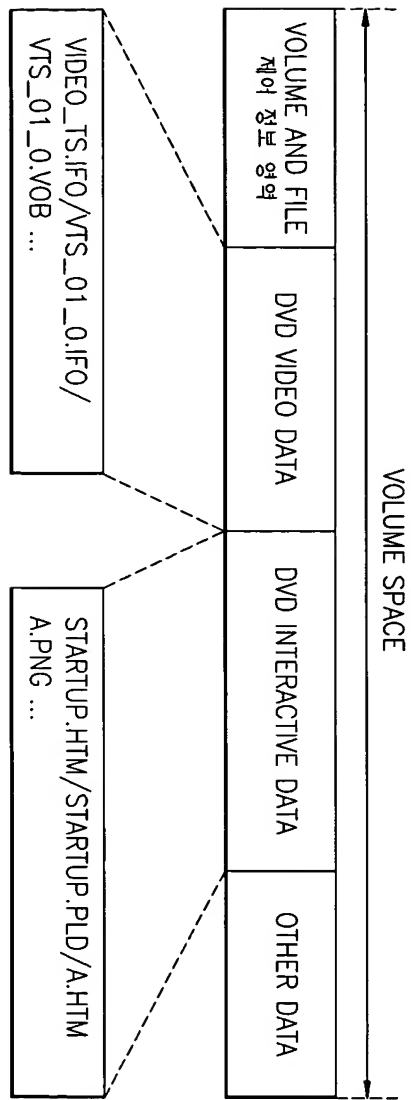 VOLUME SPACE
VOLUME AND FILE
제어 정보 영역
DVD VIDEO DATA
DVD INTERACTIVE DATA
OTHER DATA
VIDEO_TS.IFO/VTS_01_0.IFO/
VTS_01_0.VOB ...
STARTUP.HTM/STARTUP.PLD/A.HTM
A.PNG ...